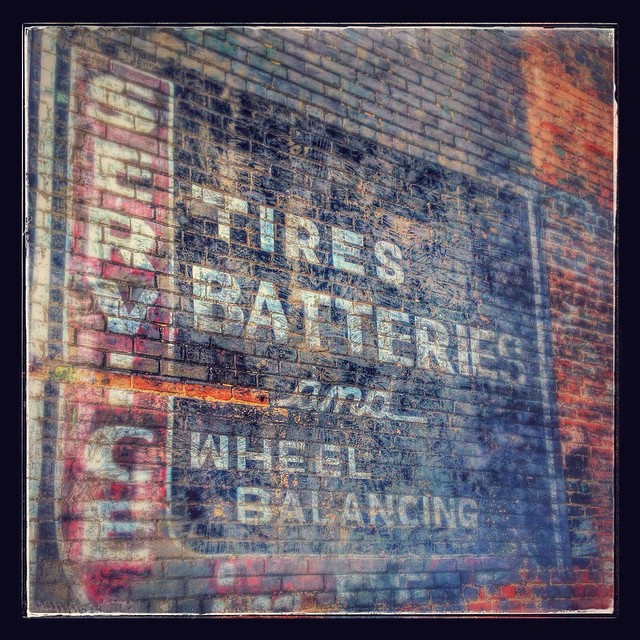 SERVICE
TIRES
BATTERIES
and
WHEEL
BALANCING